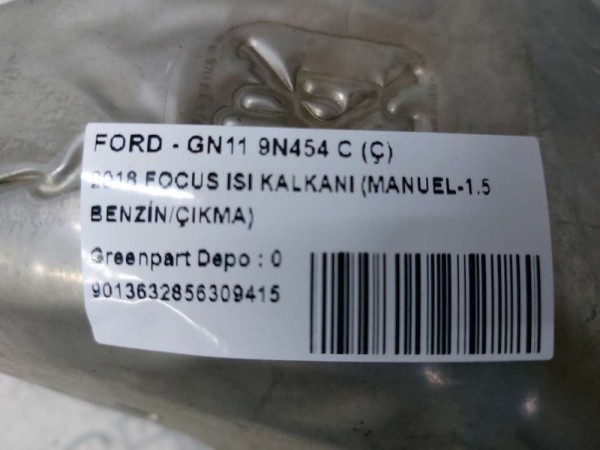 FORD - GN11 9N454 C (Ç)
2018 FOCUS ISI KALKANI (MANUEL-1.5
BENZİN/ÇIKMA)
Greenpart Depo : 0
9013632856309415